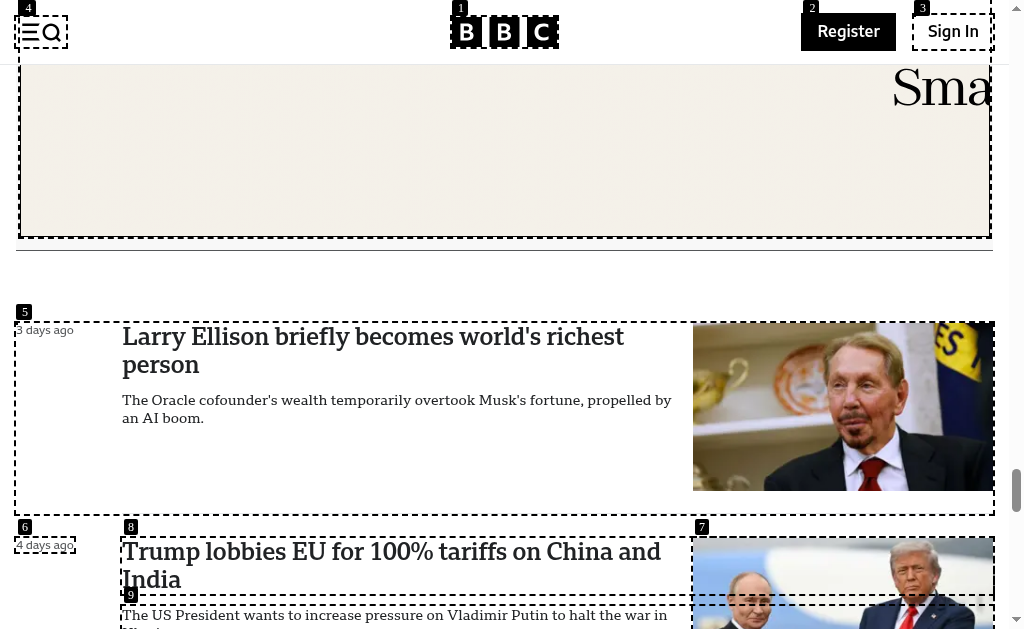 4
1
2
3
BBC
Register
Sign In
Sma
5
3 days ago
Larry Ellison briefly becomes world's richest
person
The Oracle cofounder's wealth temporarily overtook Musk's fortune, propelled by
an AI boom.
6
8
7
4 days ago
Trump lobbies EU for 100% tariffs on China and
India
9
The US President wants to increase pressure on Vladimir Putin to halt the war in